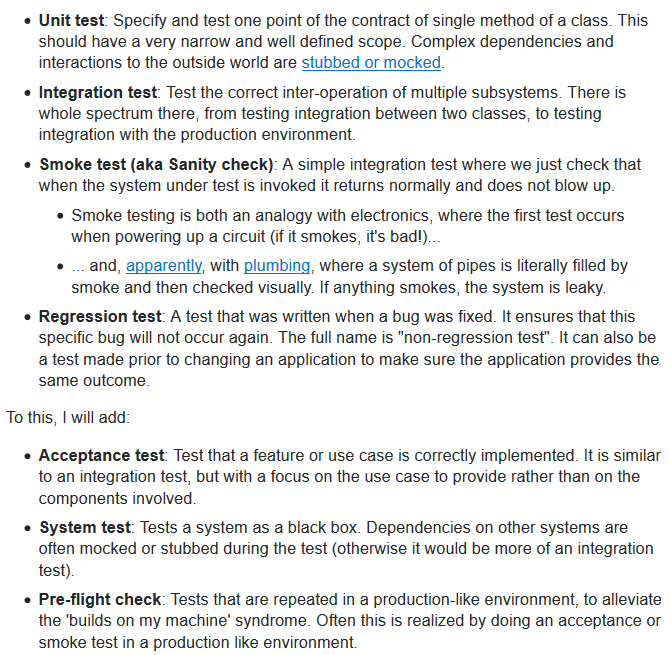 • Unit test: Specify and test one point of the contract of single method of a class. This
should have a very narrow and well defined scope. Complex dependencies and
interactions to the outside world are stubbed or mocked.
• Integration test: Test the correct inter-operation of multiple subsystems. There is
whole spectrum there, from testing integration between two classes, to testing
integration with the production environment.
• Smoke test (aka Sanity check): A simple integration test where we just check that
when the system under test is invoked it returns normally and does not blow up.
• Smoke testing is both an analogy with electronics, where the first test occurs
when powering up a circuit (if it smokes, it's bad!)...
• ... and, apparently, with plumbing, where a system of pipes is literally filled by
smoke and then checked visually. If anything smokes, the system is leaky.
• Regression test: A test that was written when a bug was fixed. It ensures that this
specific bug will not occur again. The full name is "non-regression test". It can also be
a test made prior to changing an application to make sure the application provides the
same outcome.
To this, I will add:
• Acceptance test: Test that a feature or use case is correctly implemented. It is similar
to an integration test, but with a focus on the use case to provide rather than on the
components involved.
• System test: Tests a system as a black box. Dependencies on other systems are
often mocked or stubbed during the test (otherwise it would be more of an integration
test).
• Pre-flight check: Tests that are repeated in a production-like environment, to alleviate
the 'builds on my machine' syndrome. Often this is realized by doing an acceptance or
smoke test in a production like environment.